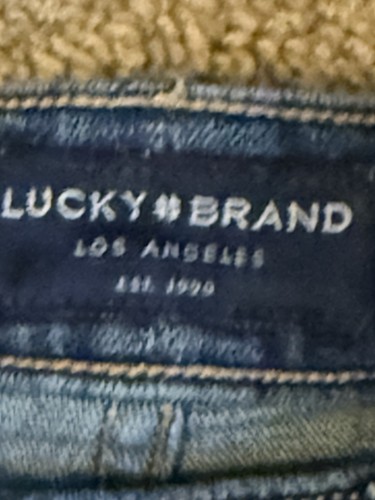 LUCKY BRAND
LOS ANGELES
EST. 1990